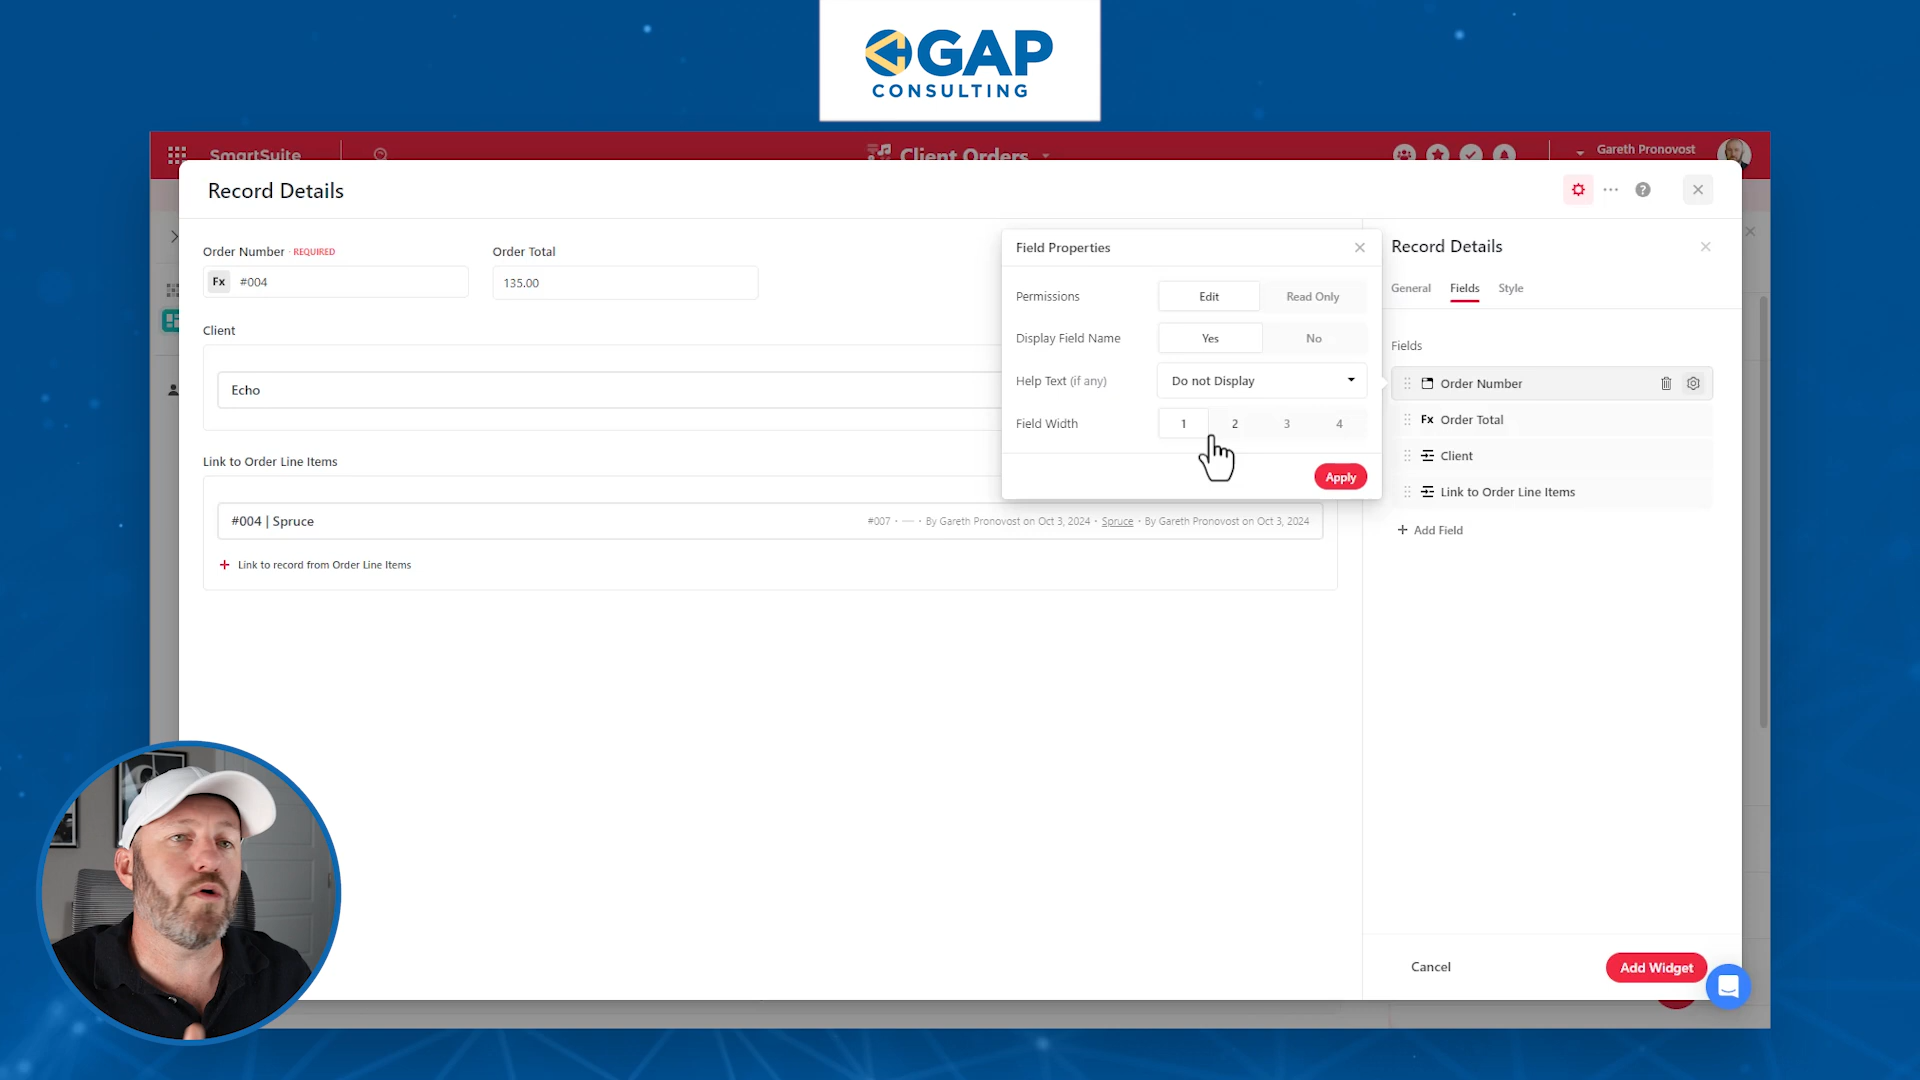 GAP
CONSULTING
SmartSuite
Client Orders
Gareth Pronovost
Record Details
Order Number · REQUIRED
Order Total
Fx #004
135.00
Client
Echo
Link to Order Line Items
#004 | Spruce
#007 · — · By Gareth Pronovost on Oct 3, 2024 · Spruce · By Gareth Pronovost on Oct 3, 2024
+ Link to record from Order Line Items
Field Properties
Permissions Edit Read Only
Display Field Name Yes No
Help Text (if any) Do not Display
Field Width 1 2 3 4
Apply
Record Details
General Fields Style
Fields
Order Number
Fx Order Total
Client
Link to Order Line Items
+ Add Field
Cancel Add Widget